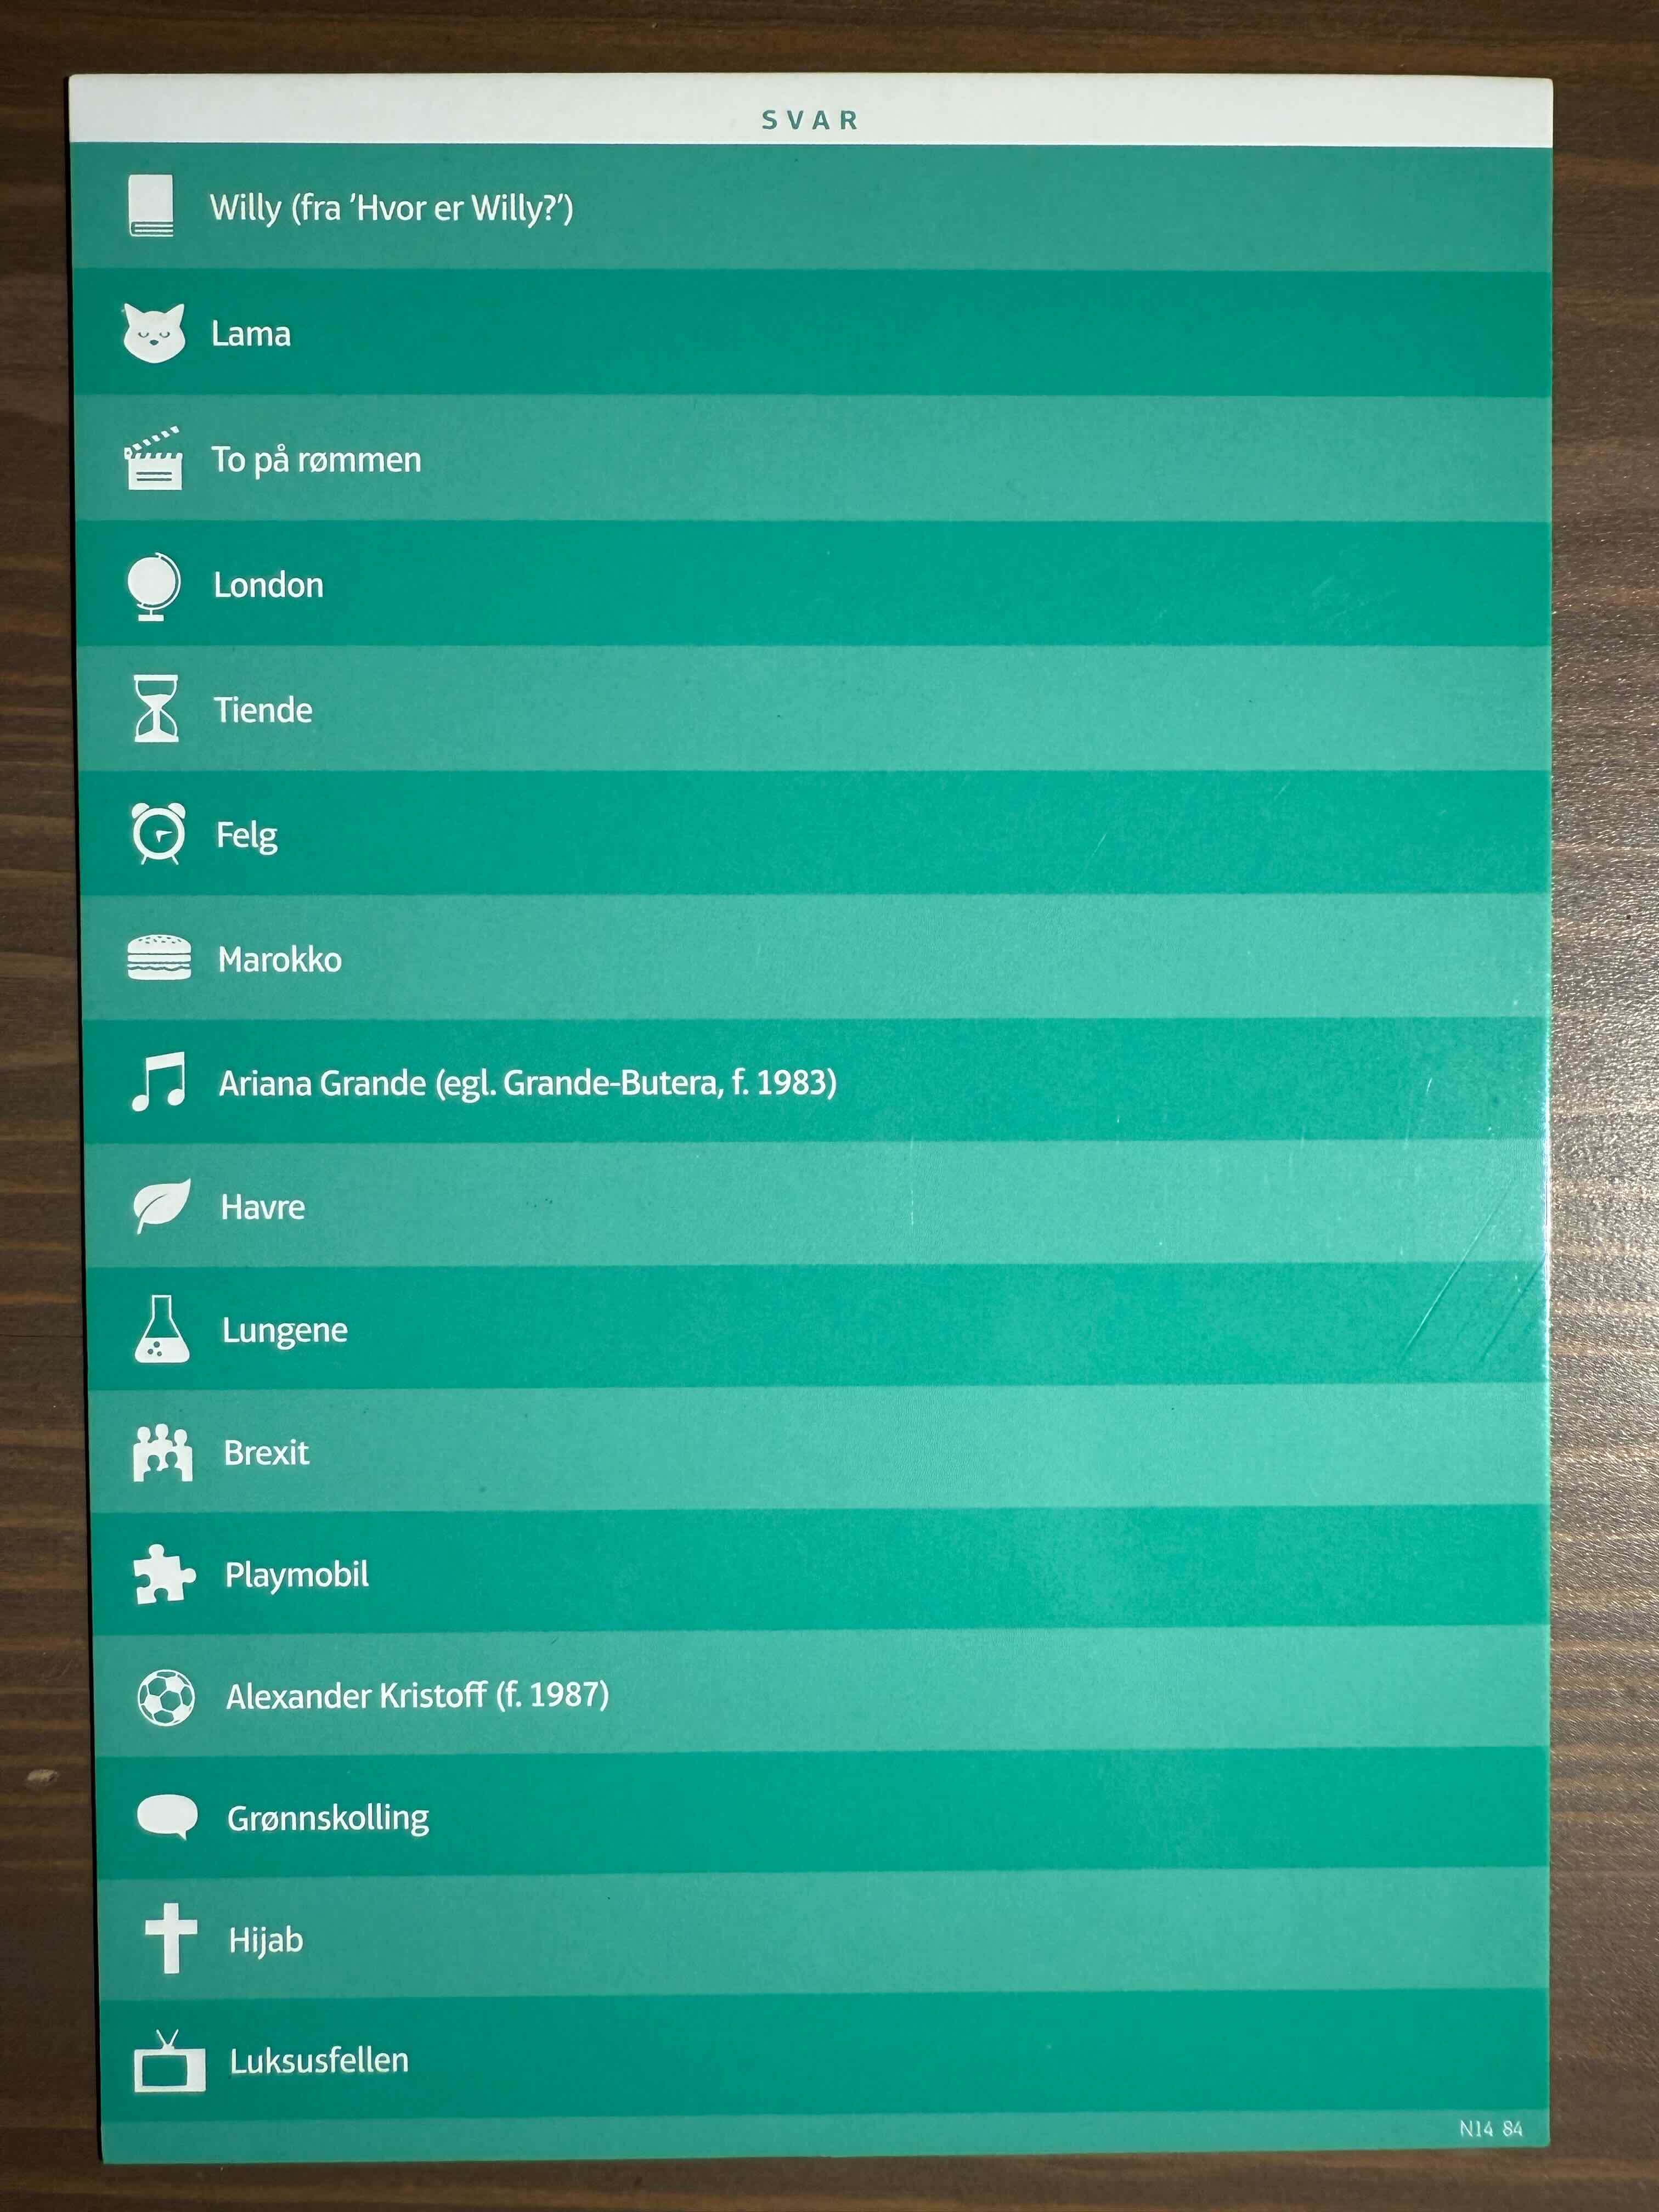 SVAR
Willy (fra 'Hvor er Willy?')
Lama
To på rømmen
London
Tiende
Felg
Marokko
Ariana Grande (egl. Grande-Butera, f. 1983)
Havre
Lungene
Brexit
Playmobil
Alexander Kristoff (f. 1987)
Grønnskolling
Hijab
Luksusfellen
N14 84